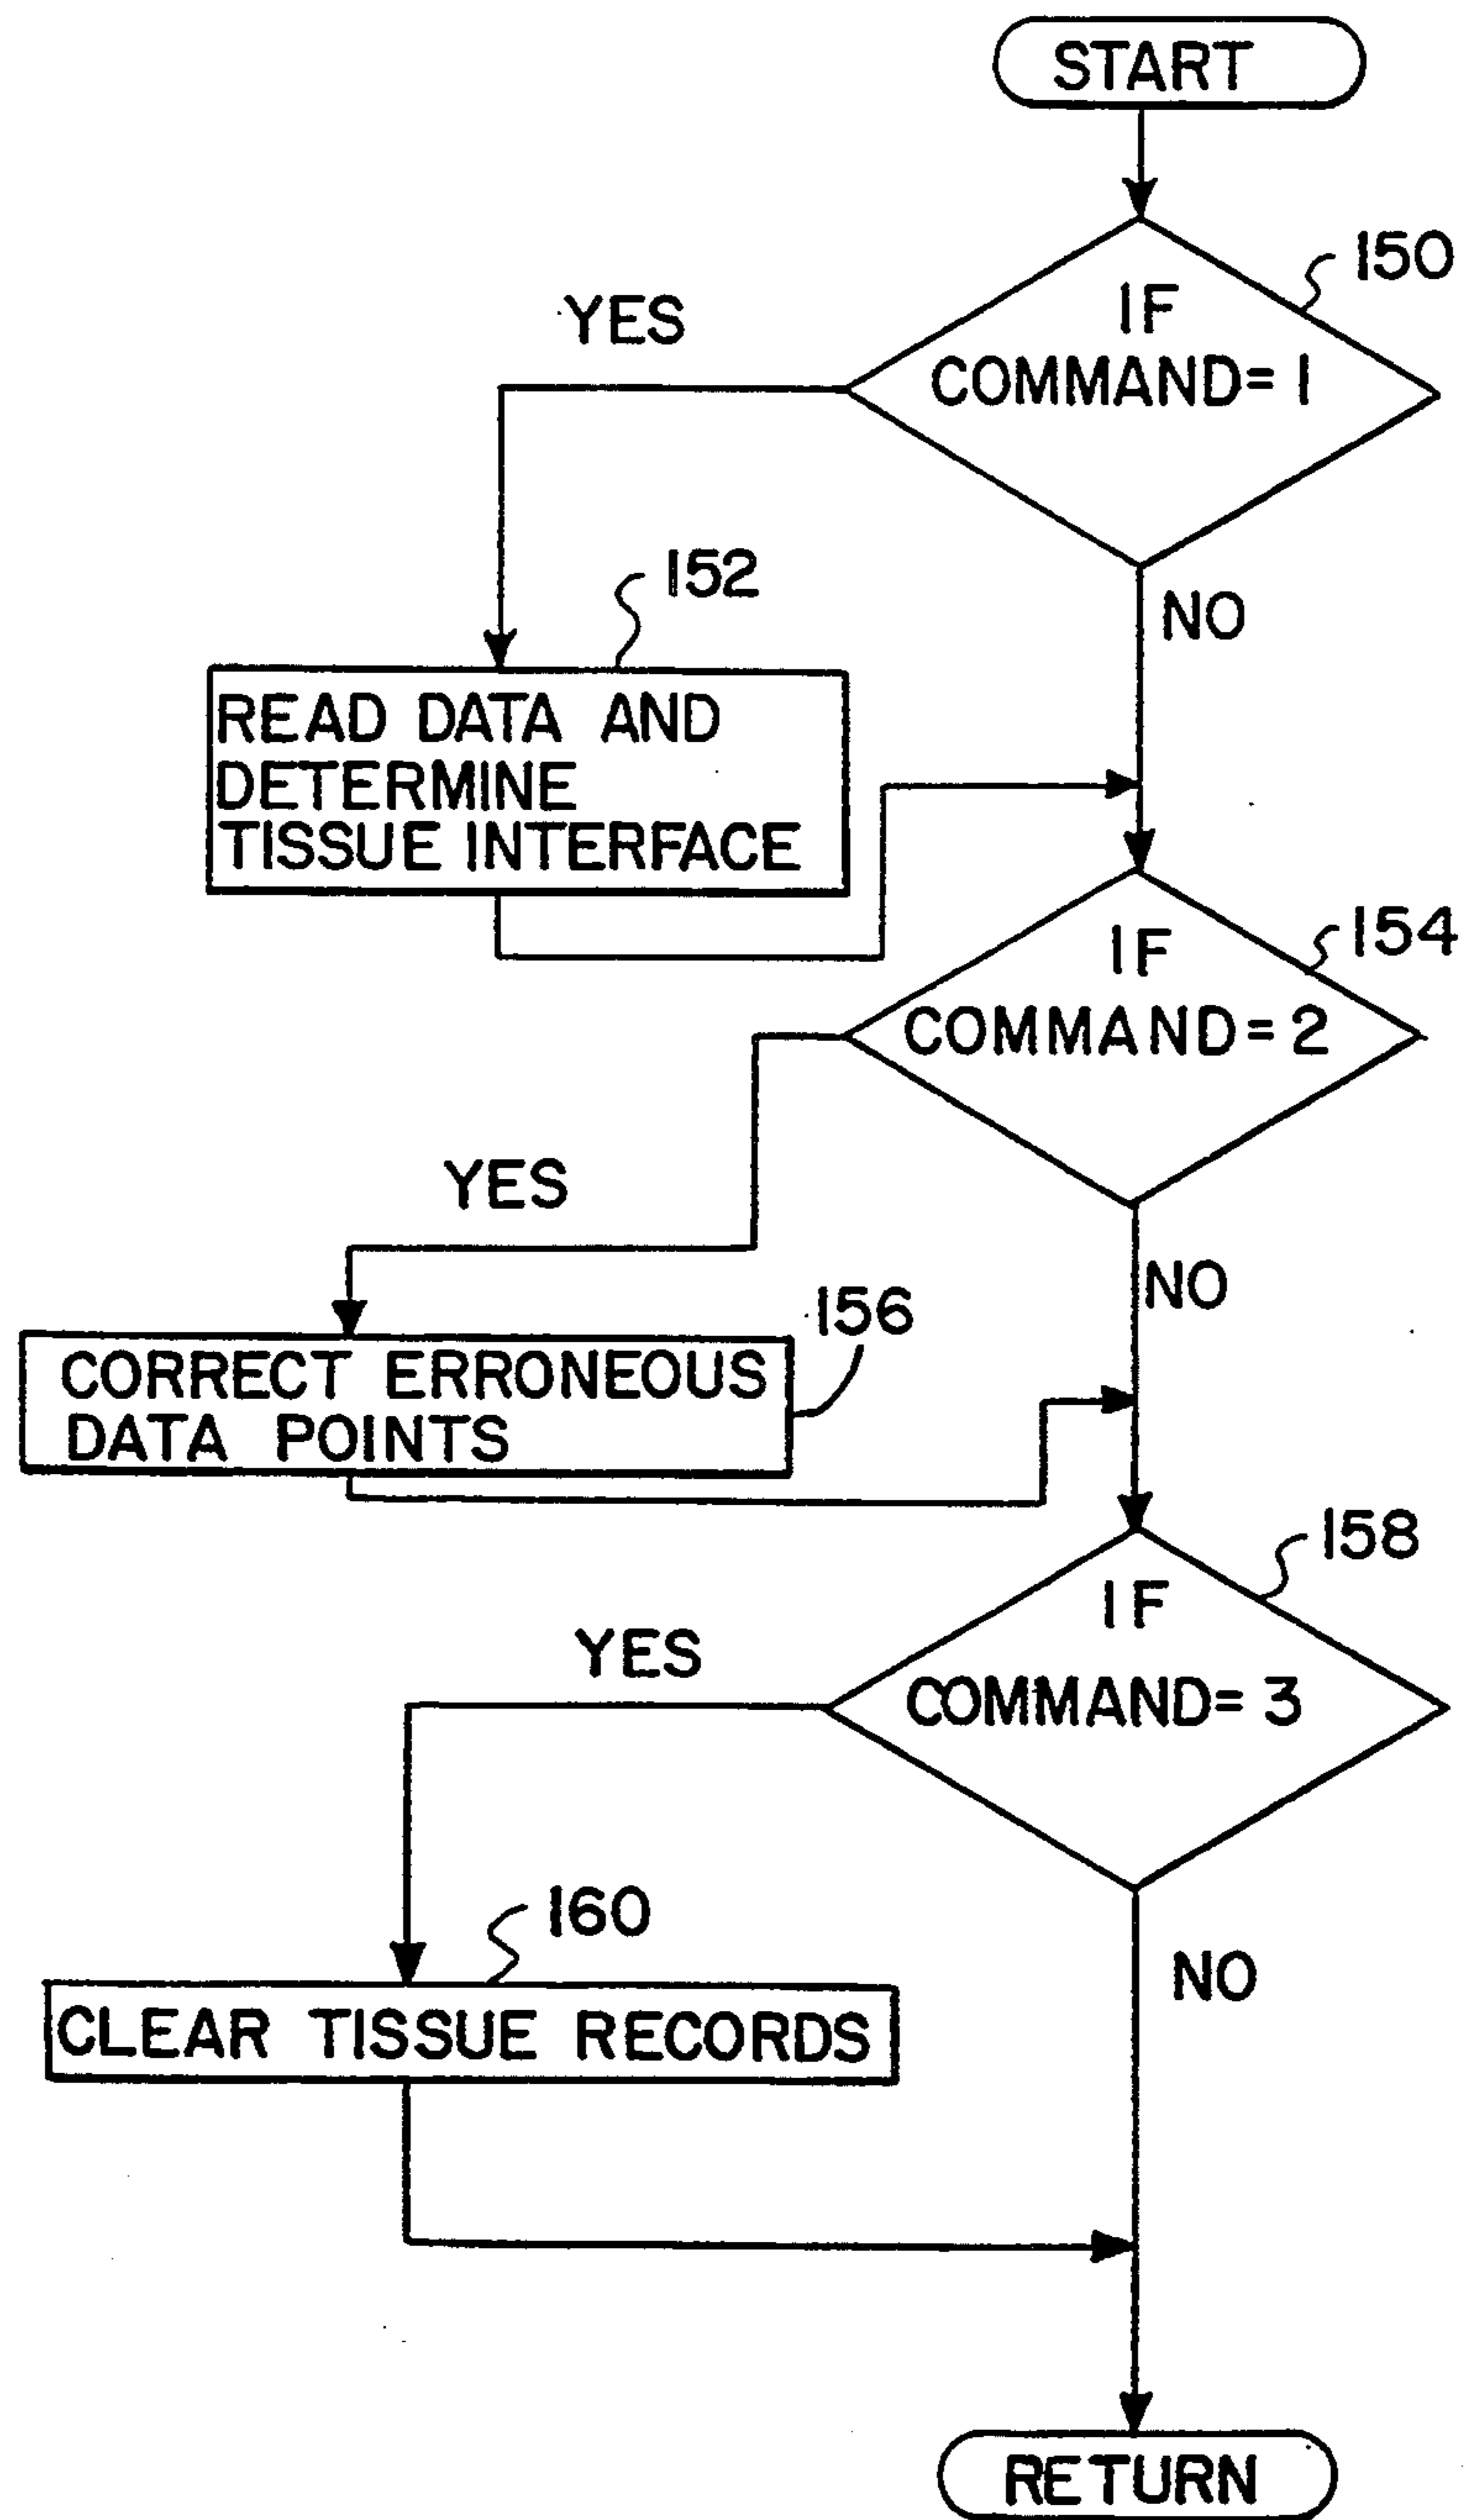 START
150
IF
COMMAND= 1
YES
152
NO
READ DATA AND
DETERMINE
TISSUE INTERFACE
154
IF
COMMAND=2
YES
NO
156
CORRECT ERRONEOUS
DATA POINTS
158
IF
COMMAND= 3
YES
160
NO
CLEAR TISSUE RECORDS
RETURN